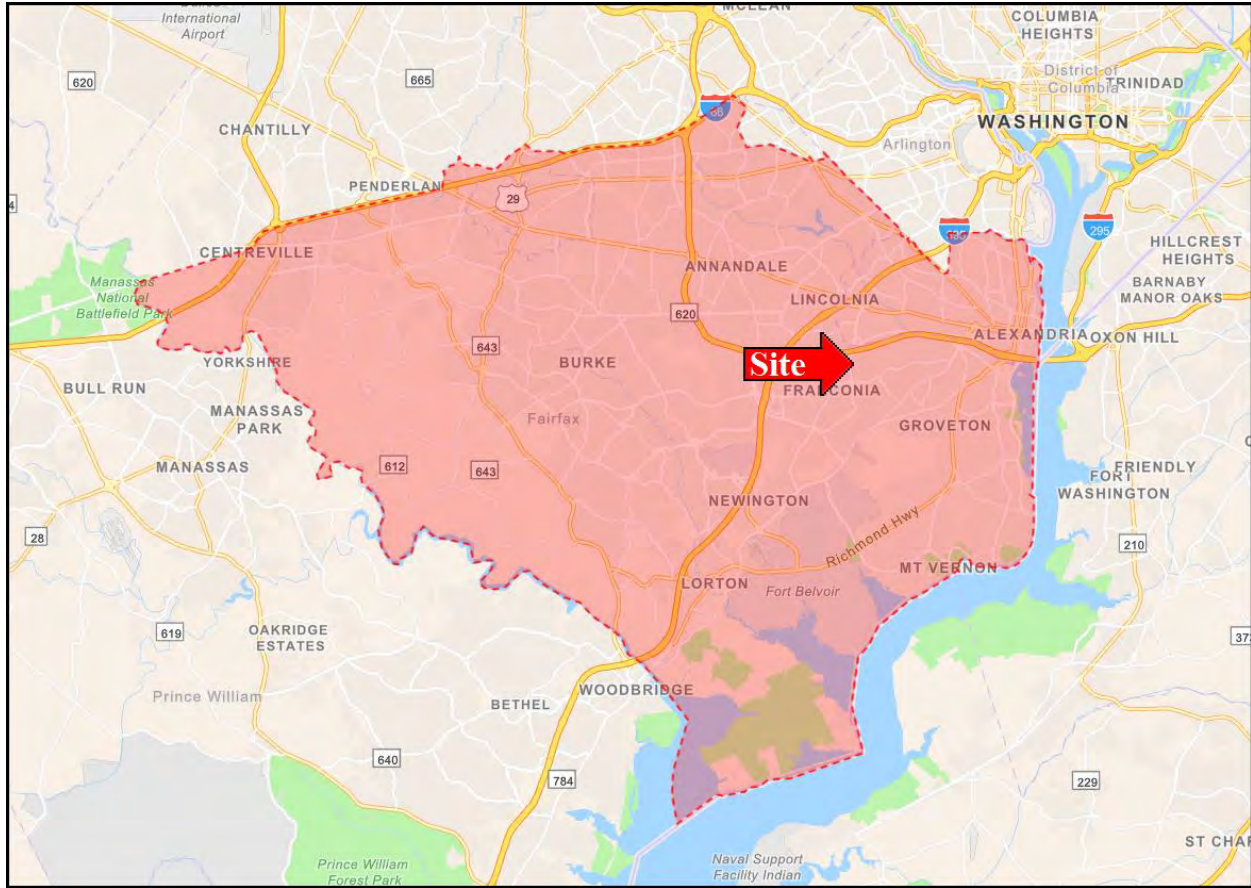 International
Airport
MCLEAN
COLUMBIA
HEIGHTS
620
665
District of
Columbia
TRINIDAD
CHANTILLY
66
WASHINGTON
Arlington
PENDERLAN
29
295
CENTREVILLE
HILLCREST
HEIGHTS
ANNANDALE
BARNABY
MANOR OAKS
Manassas
National
Battlefield Park
LINCOLNIA
620
ALEXANDRIA
OXON HILL
643
YORKSHIRE
BURKE
Site
BULL RUN
FRANCONIA
MANASSAS
PARK
Fairfax
GROVETON
MANASSAS
612
643
FORT
WASHINGTON
FRIENDLY
NEWINGTON
28
Richmond Hwy
210
MT VERNON
LORTON
Fort Belvoir
619
OAKRIDGE
ESTATES
373
Prince William
WOODBRIDGE
BETHEL
640
784
229
ST CHAR
Naval Support
Facility Indian
Prince William
Forest Park